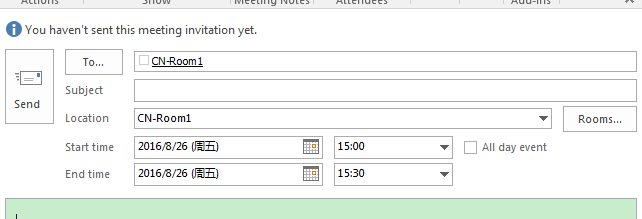 Actions Show Meeting Notes Attendees Add-Ins
You haven't sent this meeting invitation yet.
To... CN-Room1
Send
Subject
Location CN-Room1 Rooms...
Start time 2016/8/26 (周五) 15:00 All day event
End time 2016/8/26 (周五) 15:30